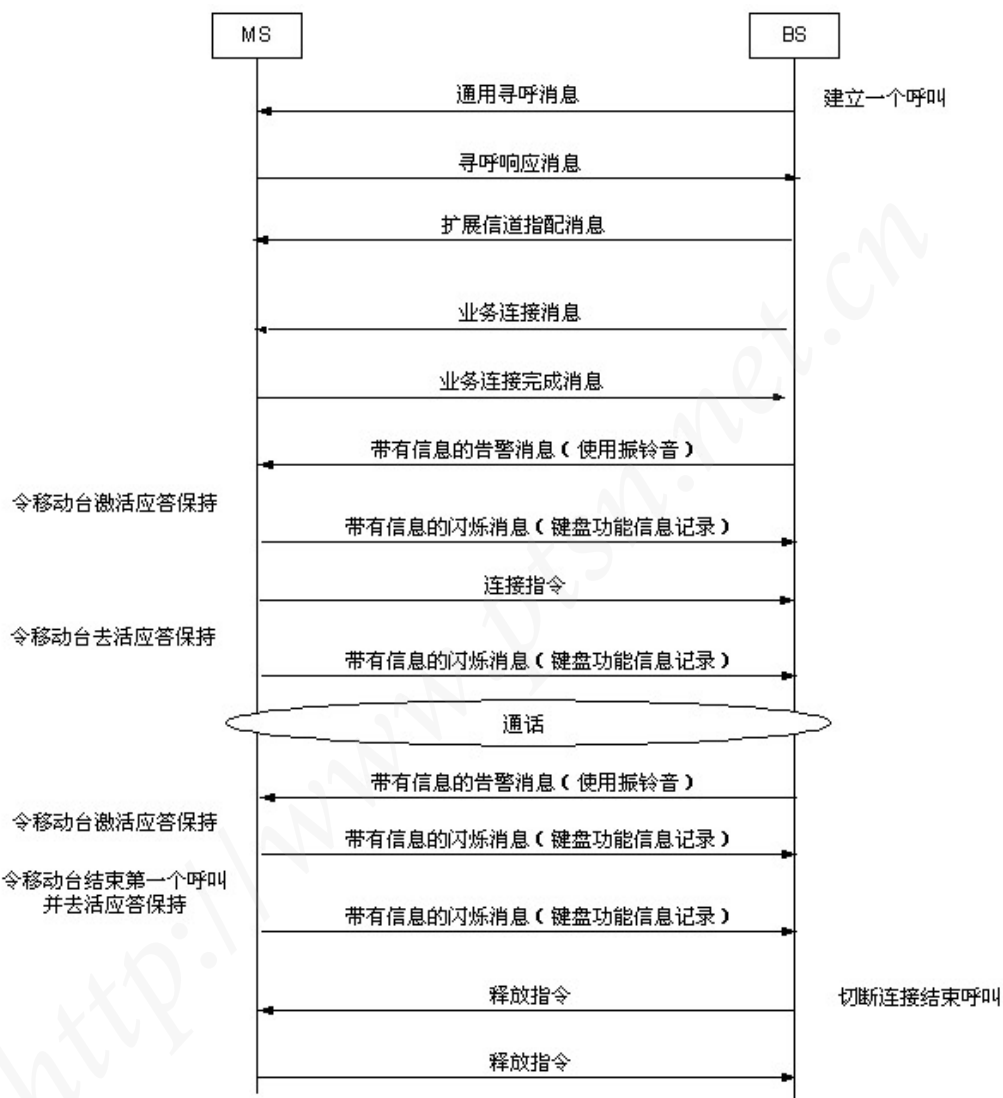 MS
BS
通用寻呼消息
建立一个呼叫
寻呼响应消息
扩展信道指配消息
业务连接消息
业务连接完成消息
带有信息的告警消息（使用振铃音）
令移动台激活应答保持
带有信息的闪烁消息（键盘功能信息记录）
连接指令
令移动台去活应答保持
带有信息的闪烁消息（键盘功能信息记录）
通话
带有信息的告警消息（使用振铃音）
令移动台激活应答保持
带有信息的闪烁消息（键盘功能信息记录）
令移动台结束第一个呼叫
并去活应答保持
带有信息的闪烁消息（键盘功能信息记录）
释放指令
切断连接结束呼叫
释放指令
http://www.ptsn.net.cn